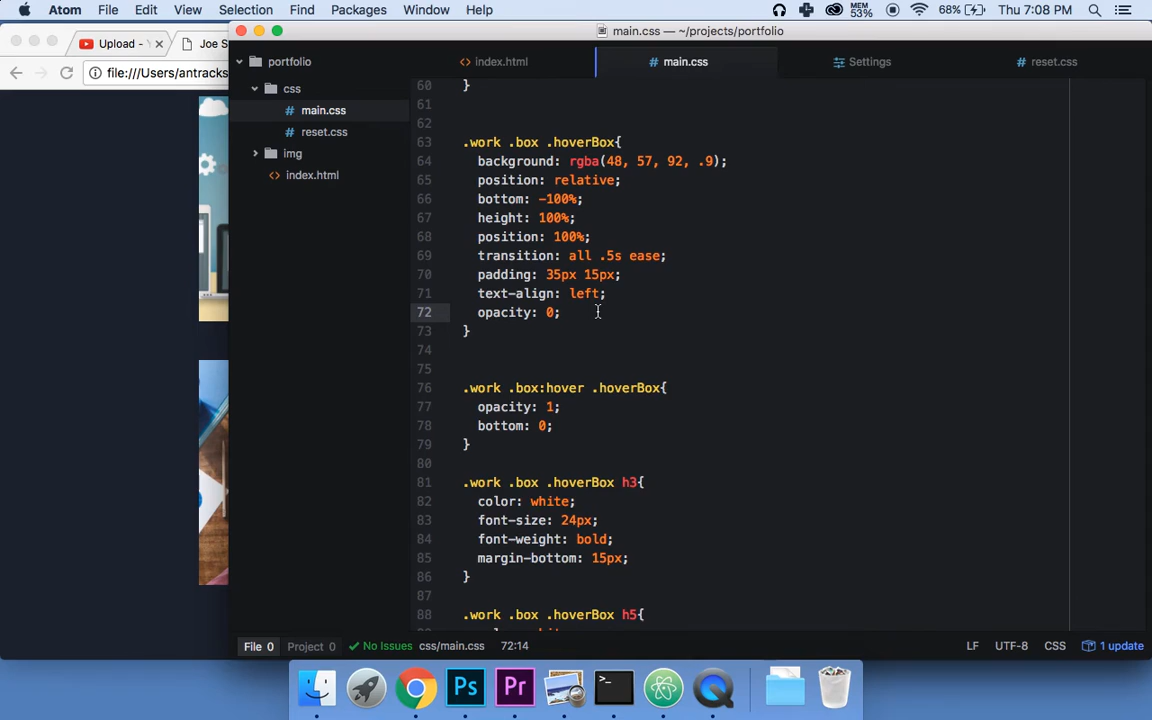 Atom File Edit View Selection Find Packages Window Help MEM 53% 68% Thu 7:08 PM
main.css — ~/projects/portfolio
Upload - Joe S
file:///Users/antracks
portfolio
css
main.css
reset.css
img
index.html
index.html main.css Settings reset.css
60 }
61
62
63 .work .box .hoverBox{
64 background: rgba(48, 57, 92, .9);
65 position: relative;
66 bottom: -100%;
67 height: 100%;
68 position: 100%;
69 transition: all .5s ease;
70 padding: 35px 15px;
71 text-align: left;
72 opacity: 0;
73 }
74
75
76 .work .box:hover .hoverBox{
77 opacity: 1;
78 bottom: 0;
79 }
80
81 .work .box .hoverBox h3{
82 color: white;
83 font-size: 24px;
84 font-weight: bold;
85 margin-bottom: 15px;
86 }
87
88 .work .box .hoverBox h5{
File 0 Project 0 No Issues css/main.css 72:14 LF UTF-8 CSS 1 update
Ps Pr